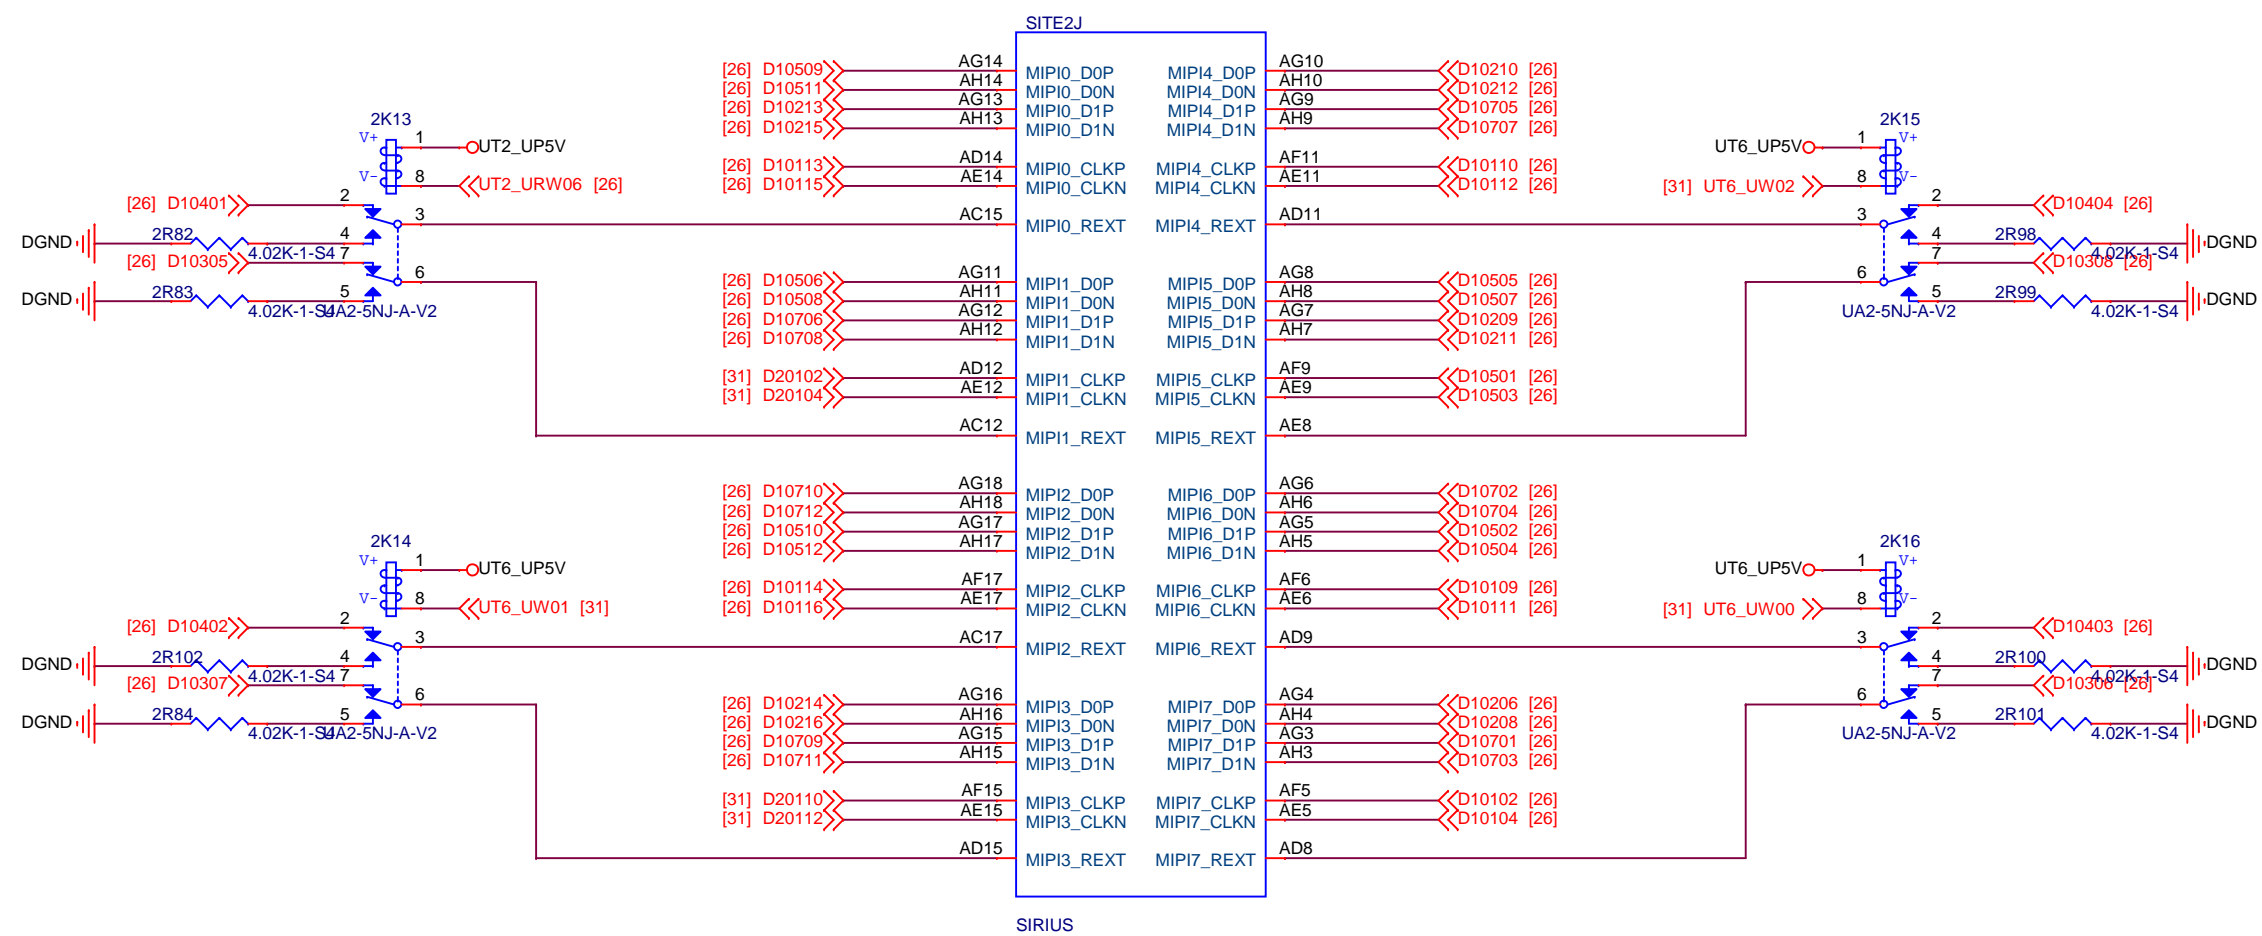 SITE2J
[26] D10509 AG14 MIPI0_D0P MIPI4_D0P AG10 D10210 [26]
[26] D10511 AH14 MIPI0_D0N MIPI4_D0N AH10 D10212 [26]
[26] D10213 AG13 MIPI0_D1P MIPI4_D1P AG9 D10705 [26]
[26] D10215 AH13 MIPI0_D1N MIPI4_D1N AH9 D10707 [26]
2K13
2K15
V+ 1 UT2_UP5V
UT6_UP5V 1 V+
[26] D10113 AD14 MIPI0_CLKP MIPI4_CLKP AF11 D10110 [26]
V- 8 UT2_URW06 [26]
[26] D10115 AE14 MIPI0_CLKN MIPI4_CLKN AE11 D10112 [26]
[31] UT6_UW02 8 V-
[26] D10401 2
2 D10404 [26]
3 AC15 MIPI0_REXT MIPI4_REXT AD11 3
DGND 2R82 4.02K-1-S4 4
4 2R98 4.02K-1-S4 DGND
[26] D10305 7
7 D10308 [26]
6
6
[26] D10506 AG11 MIPI1_D0P MIPI5_D0P AG8 D10505 [26]
[26] D10508 AH11 MIPI1_D0N MIPI5_D0N AH8 D10507 [26]
DGND 2R83 4.02K-1-S4 5
5 2R99 4.02K-1-S4 DGND
UA2-5NJ-A-V2
UA2-5NJ-A-V2
[26] D10706 AG12 MIPI1_D1P MIPI5_D1P AG7 D10209 [26]
[26] D10708 AH12 MIPI1_D1N MIPI5_D1N AH7 D10211 [26]
[31] D20102 AD12 MIPI1_CLKP MIPI5_CLKP AF9 D10501 [26]
[31] D20104 AE12 MIPI1_CLKN MIPI5_CLKN AE9 D10503 [26]
AC12 MIPI1_REXT MIPI5_REXT AE8
[26] D10710 AG18 MIPI2_D0P MIPI6_D0P AG6 D10702 [26]
[26] D10712 AH18 MIPI2_D0N MIPI6_D0N AH6 D10704 [26]
[26] D10510 AG17 MIPI2_D1P MIPI6_D1P AG5 D10502 [26]
[26] D10512 AH17 MIPI2_D1N MIPI6_D1N AH5 D10504 [26]
2K14
2K16
V+ 1 UT6_UP5V
UT6_UP5V 1 V+
[26] D10114 AF17 MIPI2_CLKP MIPI6_CLKP AF6 D10109 [26]
V- 8 UT6_UW01 [31]
[26] D10116 AE17 MIPI2_CLKN MIPI6_CLKN AE6 D10111 [26]
[31] UT6_UW00 8 V-
[26] D10402 2
2 D10403 [26]
3 AC17 MIPI2_REXT MIPI6_REXT AD9 3
DGND 2R102 4.02K-1-S4 4
4 2R100 4.02K-1-S4 DGND
[26] D10307 7
7 D10306 [26]
6
6
[26] D10214 AG16 MIPI3_D0P MIPI7_D0P AG4 D10206 [26]
[26] D10216 AH16 MIPI3_D0N MIPI7_D0N AH4 D10208 [26]
DGND 2R84 4.02K-1-S4 5
5 2R101 4.02K-1-S4 DGND
UA2-5NJ-A-V2
UA2-5NJ-A-V2
[26] D10709 AG15 MIPI3_D1P MIPI7_D1P AG3 D10701 [26]
[26] D10711 AH15 MIPI3_D1N MIPI7_D1N AH3 D10703 [26]
[31] D20110 AF15 MIPI3_CLKP MIPI7_CLKP AF5 D10102 [26]
[31] D20112 AE15 MIPI3_CLKN MIPI7_CLKN AE5 D10104 [26]
AD15 MIPI3_REXT MIPI7_REXT AD8
SIRIUS